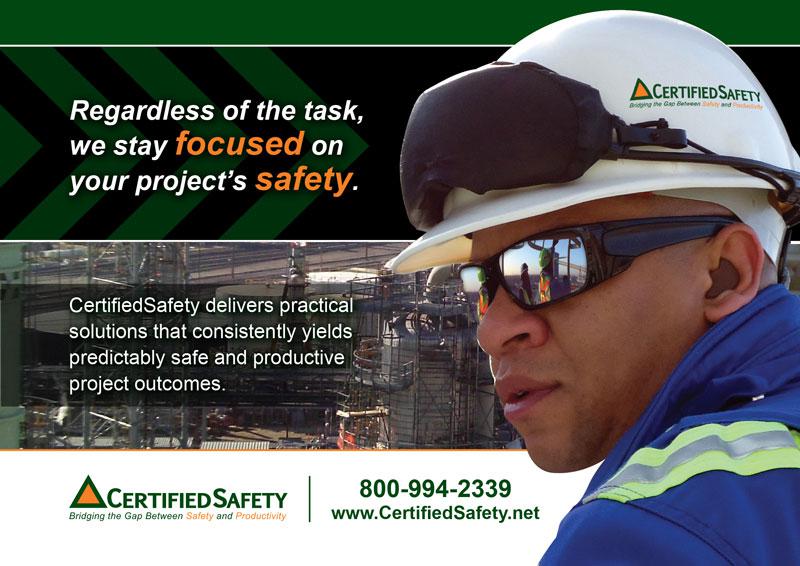 Regardless of the task,
we stay focused on
your project's safety.
CertifiedSafety delivers practical
solutions that consistently yields
predictably safe and productive
project outcomes.
CERTIFIEDSAFETY
Bridging the Gap Between Safety and Productivity
CERTIFIEDSAFETY
Bridging the Gap Between Safety and Productivity
800-994-2339
www.CertifiedSafety.net